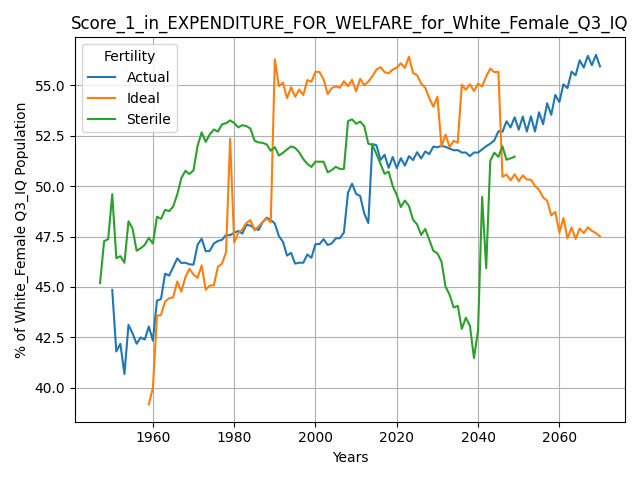 Score_1_in_EXPENDITURE_FOR_WELFARE_for_White_Female_Q3_IQ
Fertility
Actual
Ideal
Sterile
% of White_Female Q3_IQ Population
55.0
52.5
50.0
47.5
45.0
42.5
40.0
1960 1980 2000 2020 2040 2060
Years